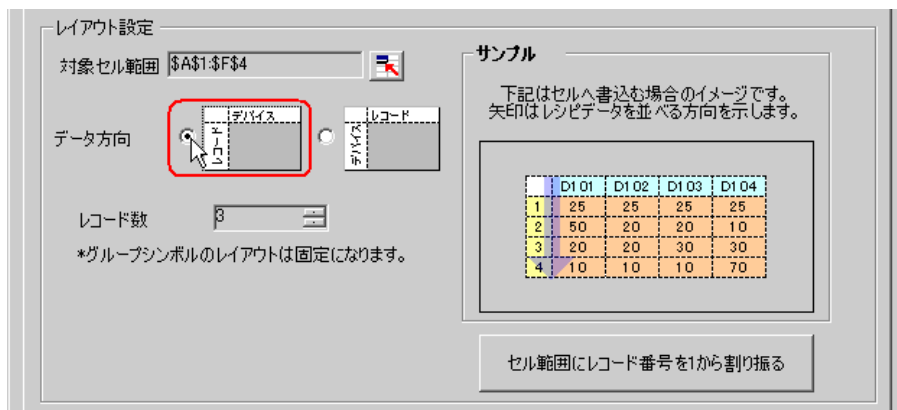 レイアウト設定
対象セル範囲 $A$1:$F$4
データ方向
デバイス
レコード
レコード
デバイス
レコード数 3
*グループシンボルのレイアウトは固定になります。
サンプル
下記はセルへ書込む場合のイメージです。
矢印はレシピデータを並べる方向を示します。
D101 D102 D103 D104
1 25 25 25 25
2 50 20 20 10
3 20 20 30 30
4 10 10 10 70
セル範囲にレコード番号を1から割り振る